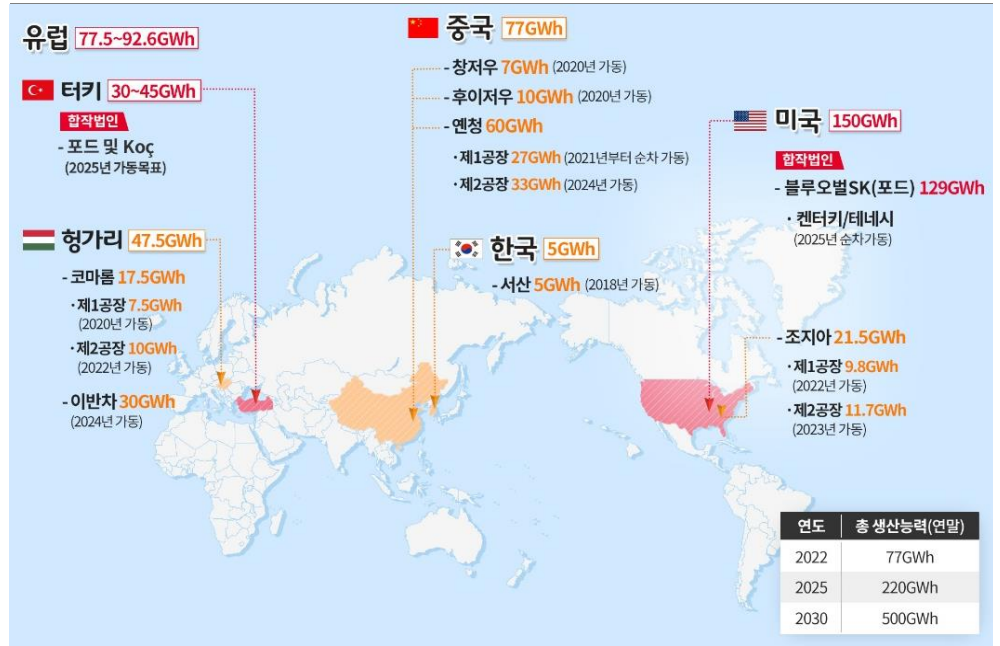 유럽 77.5~92.6GWh
터키 30~45GWh
합작법인
- 포드 및 Koç
(2025년 가동목표)
헝가리 47.5GWh
- 코마롬 17.5GWh
· 제1공장 7.5GWh
(2020년 가동)
· 제2공장 10GWh
(2022년 가동)
- 이반차 30GWh
(2024년 가동)
중국 77GWh
- 창저우 7GWh (2020년 가동)
- 후이저우 10GWh (2020년 가동)
- 옌청 60GWh
· 제1공장 27GWh (2021년부터 순차 가동)
· 제2공장 33GWh (2024년 가동)
한국 5GWh
- 서산 5GWh (2018년 가동)
미국 150GWh
합작법인
- 블루오벌SK(포드) 129GWh
· 켄터키/테네시
(2025년 순차가동)
- 조지아 21.5GWh
· 제1공장 9.8GWh
(2022년 가동)
· 제2공장 11.7GWh
(2023년 가동)
연도 총 생산능력(연말)
2022 77GWh
2025 220GWh
2030 500GWh